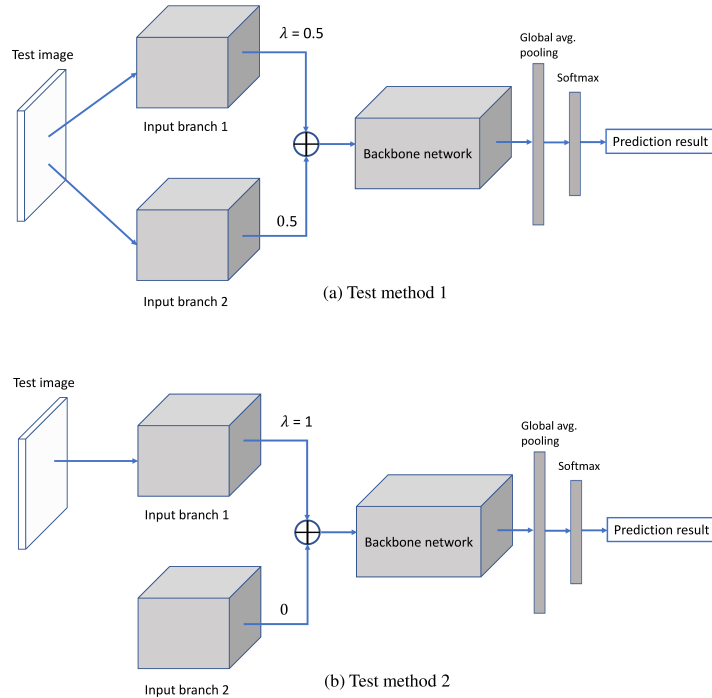 Test image
λ = 0.5
Global avg.
pooling
Softmax
Input branch 1
Backbone network
Prediction result
0.5
Input branch 2
(a) Test method 1
Test image
λ = 1
Global avg.
pooling
Softmax
Input branch 1
Backbone network
Prediction result
0
Input branch 2
(b) Test method 2